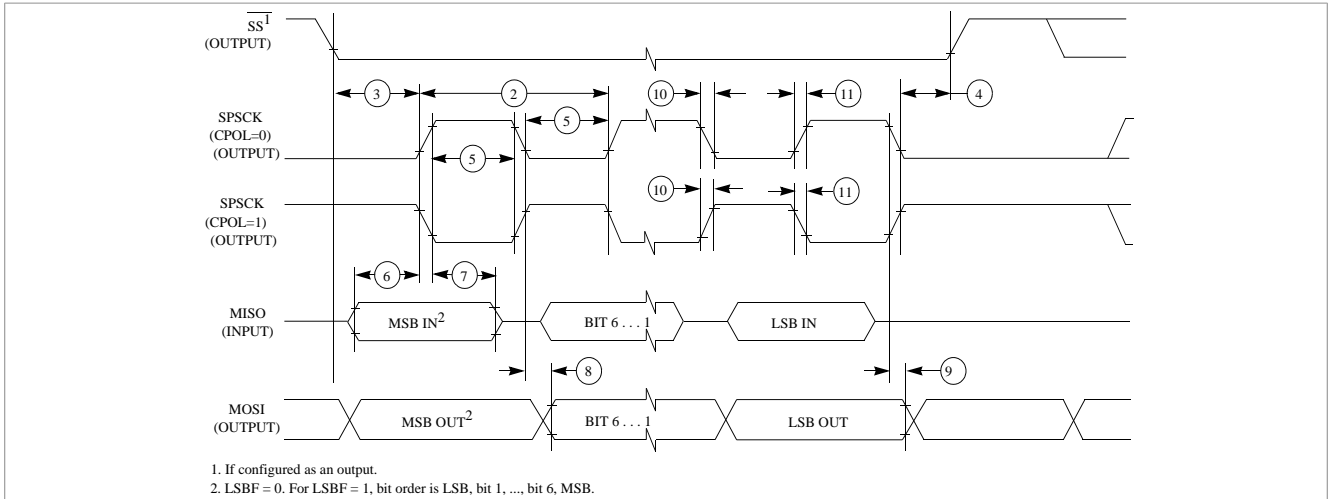 SS1
(OUTPUT)
3 2 10 11 4
SPSCK
(CPOL=0)
(OUTPUT)
5
5
SPSCK
(CPOL=1)
(OUTPUT)
10 11
6 7
MISO
(INPUT)
MSB IN2 BIT 6 . . . 1 LSB IN
8 9
MOSI
(OUTPUT)
MSB OUT2 BIT 6 . . . 1 LSB OUT
1. If configured as an output.
2. LSBF = 0. For LSBF = 1, bit order is LSB, bit 1, ..., bit 6, MSB.